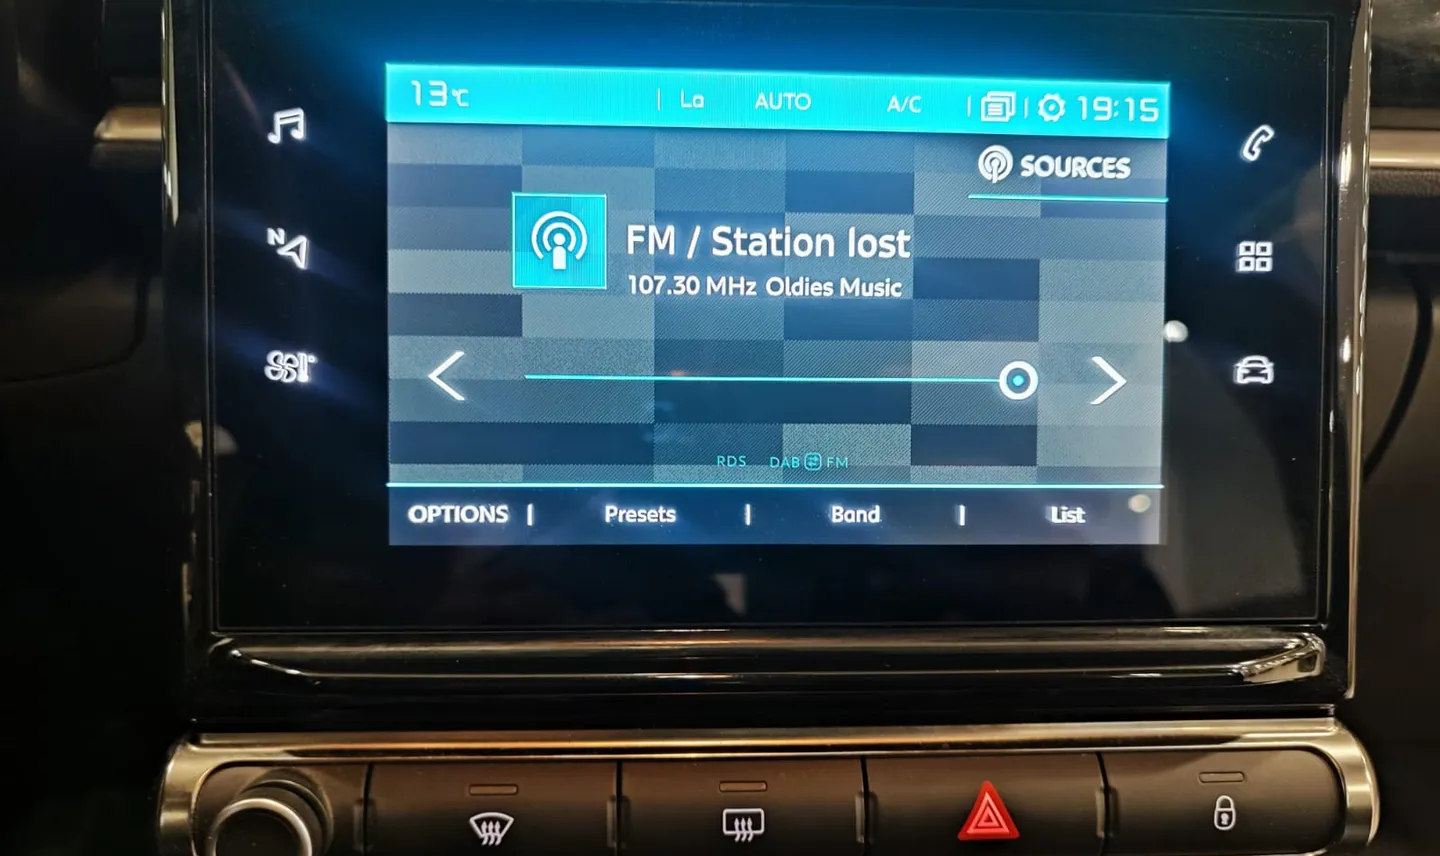 13°C | Lo AUTO A/C | | 19:15
SOURCES
N
FM / Station lost
107.30 MHz Oldies Music
RDS DAB FM
OPTIONS | Presets | Band | List